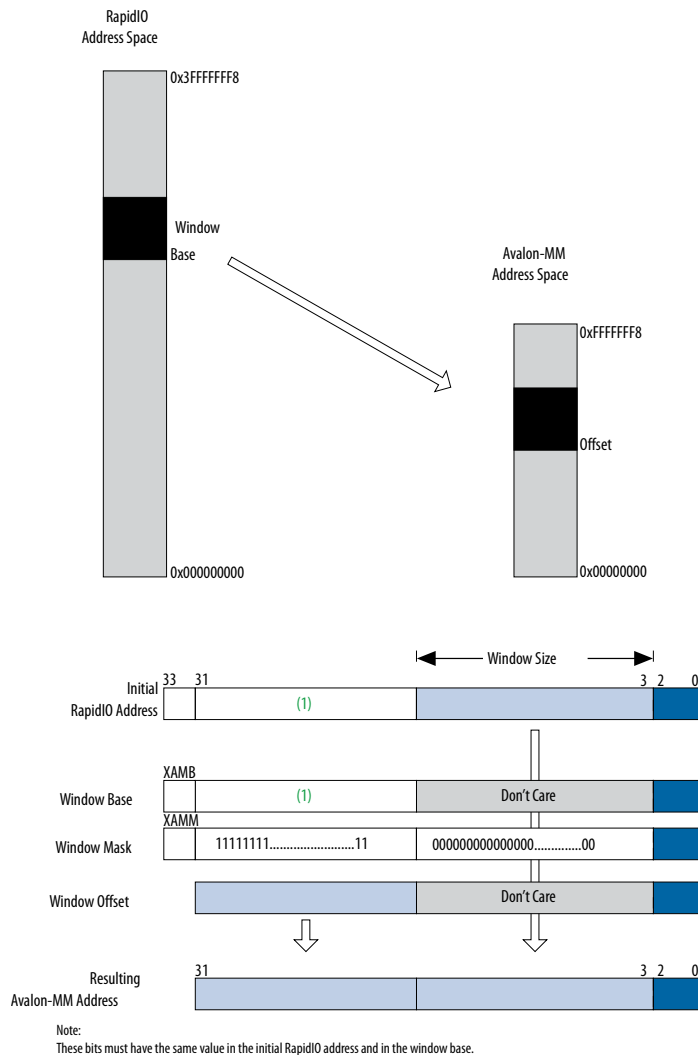 RapidIO
Address Space
0x3FFFFFFF8
Window
Base
Avalon-MM
Address Space
0xFFFFFFF8
Offset
0x000000000
0x00000000
Window Size
33 31 3 2 0
Initial
RapidIO Address
(1)
XAMB
Window Base
(1)
Don't Care
XAMM
Window Mask
11111111........................11
000000000000000.............00
Window Offset
Don't Care
31 3 2 0
Resulting
Avalon-MM Address
Note:
These bits must have the same value in the initial RapidIO address and in the window base.